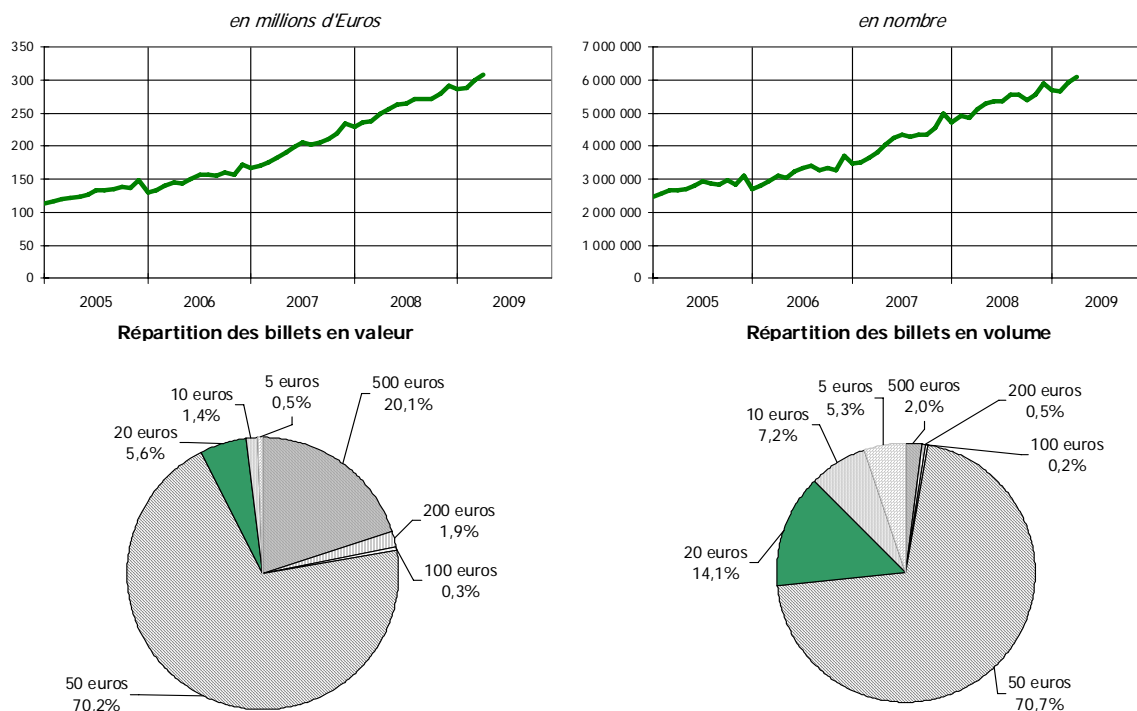 en millions d'Euros
350
300
250
200
150
100
50
0
2005 2006 2007 2008 2009
en nombre
7 000 000
6 000 000
5 000 000
4 000 000
3 000 000
2 000 000
1 000 000
0
2005 2006 2007 2008 2009
Répartition des billets en valeur
5 euros
0,5%
500 euros
20,1%
10 euros
1,4%
20 euros
5,6%
200 euros
1,9%
100 euros
0,3%
50 euros
70,2%
Répartition des billets en volume
5 euros
5,3%
500 euros
2,0%
200 euros
0,5%
10 euros
7,2%
100 euros
0,2%
20 euros
14,1%
50 euros
70,7%